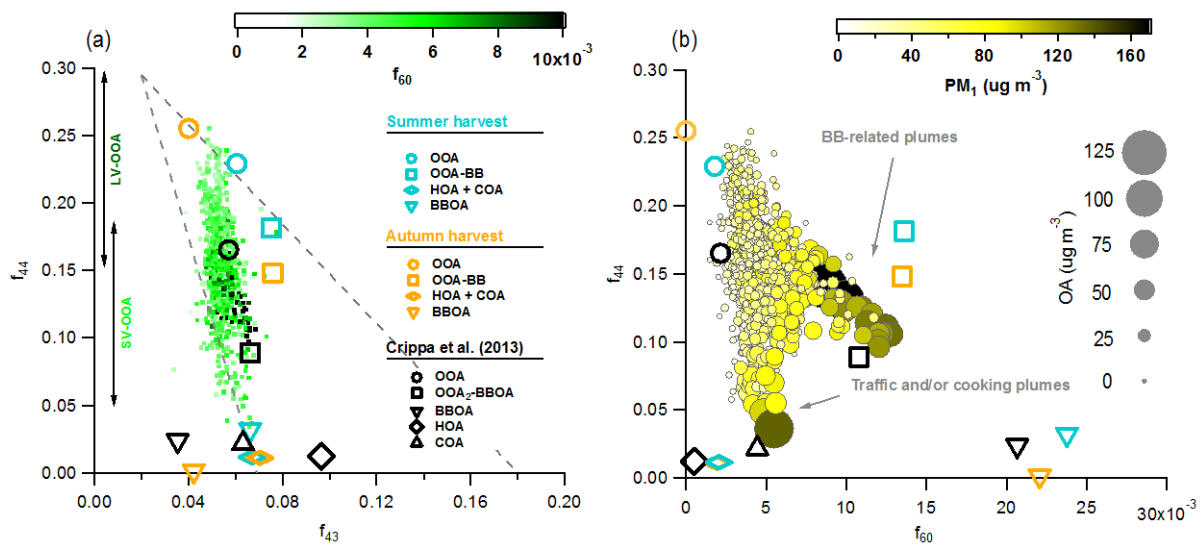 (a)
0 2 4 6 8 10x10⁻³
f₆₀
0.30
0.25
0.20
0.15
0.10
0.05
0.00
f₄₄
LV-OOA
SV-OOA
0.00 0.04 0.08 0.12 0.16 0.20
f₄₃
Summer harvest
OOA
OOA-BB
HOA + COA
BBOA
Autumn harvest
OOA
OOA-BB
HOA + COA
BBOA
Crippa et al. (2013)
OOA
OOA₂-BBOA
BBOA
HOA
COA
(b)
0 40 80 120 160
PM₁ (ug m⁻³)
0.30
0.25
0.20
0.15
0.10
0.05
0.00
f₄₄
BB-related plumes
Traffic and/or cooking plumes
OA (ug m⁻³)
125
100
75
50
25
0
0 5 10 15 20 25 30x10⁻³
f₆₀